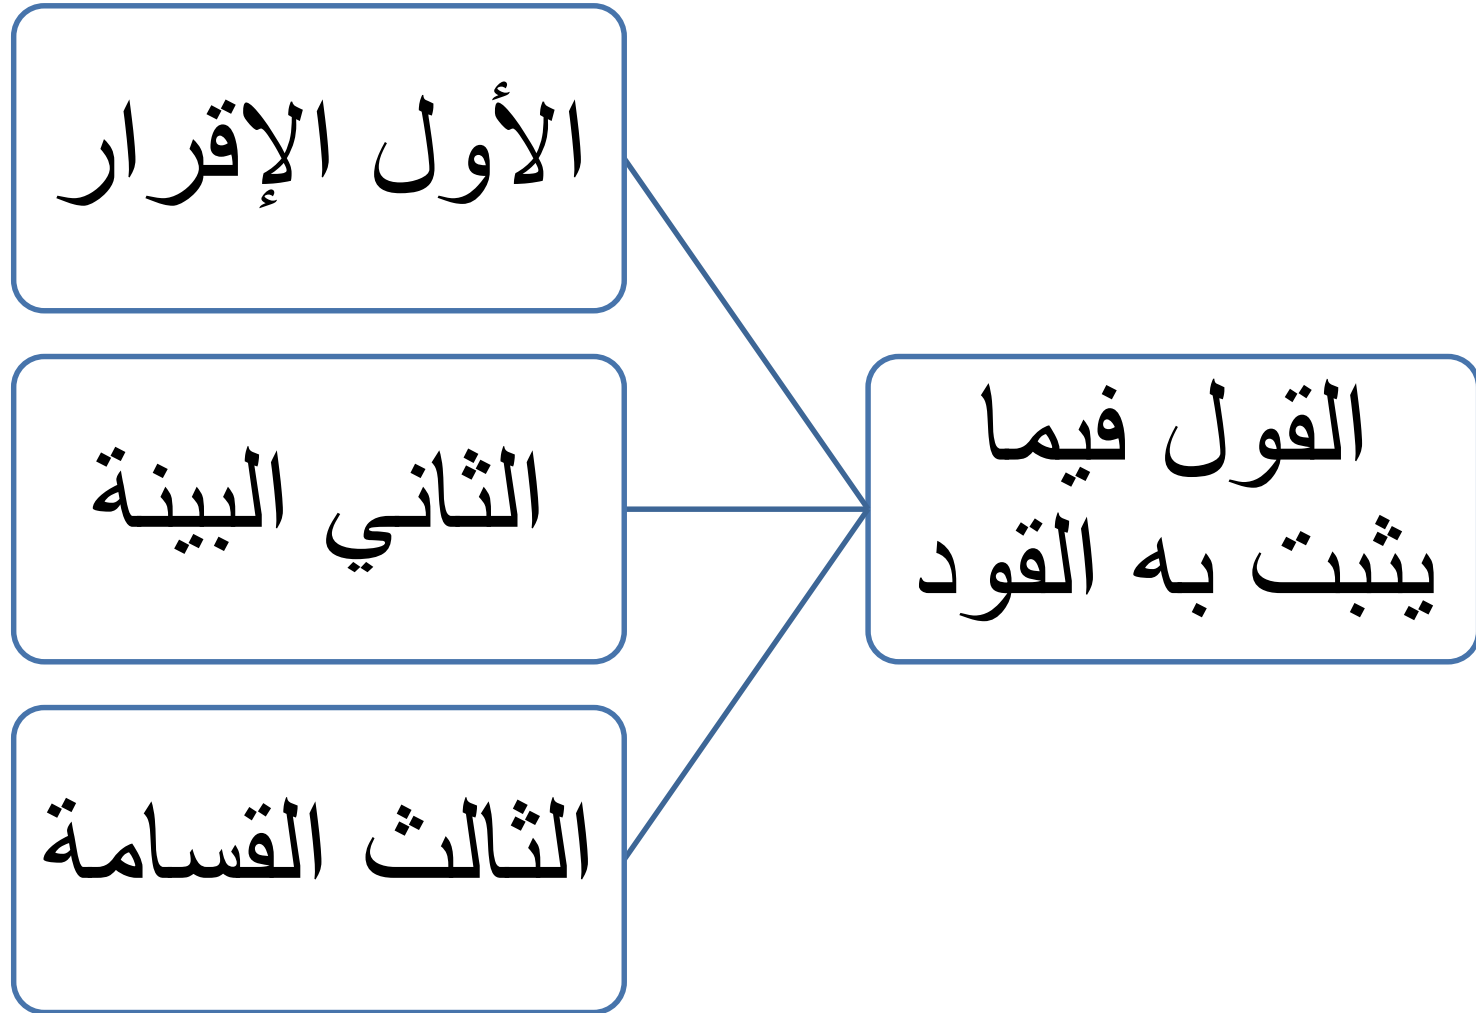 القول فيما
يثبت به القود
الأول الإقرار
الثاني البينة
الثالث القسامة